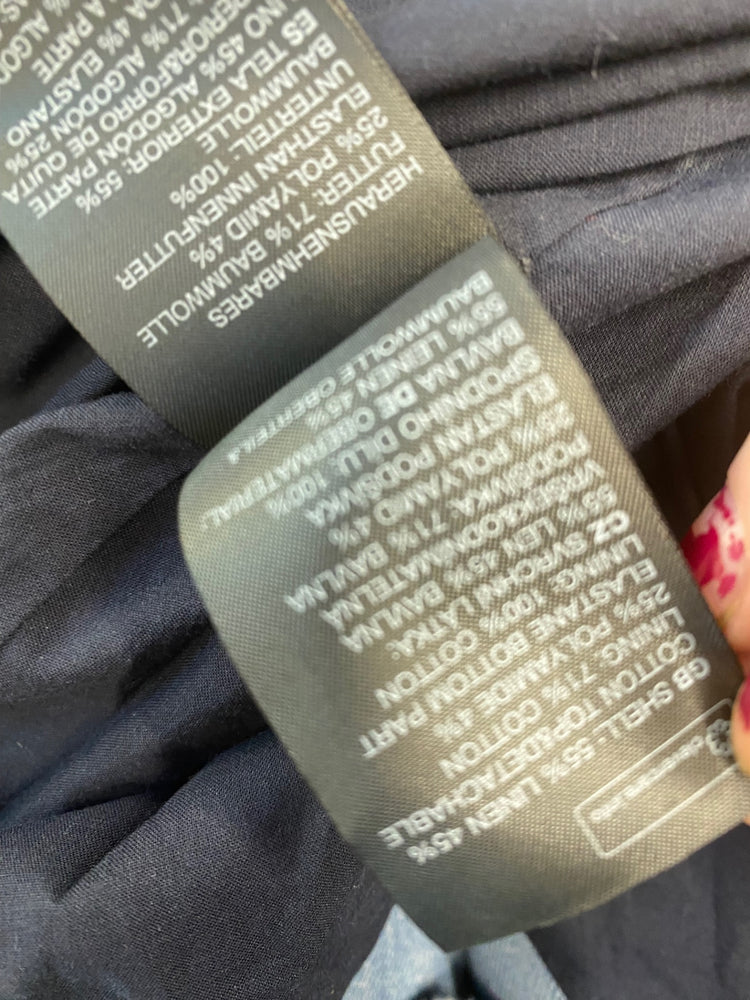 GB SHELL: 55% LINEN 45%
COTTON TOP&DETACHABLE
LINING: 71% COTTON
25% POLYAMIDE 4%
ELASTANE BOTTOM PART
LINING: 100% COTTON
CZ SVRCHNÍ LÁTKA:
55% LEN 45% BAVLNA
VRŠEK&ODNÍMATELNÁ
PODŠÍVKA: 71% BAVLNA
25% POLYAMID 4%
ELASTAN PODŠÍVKA
SPODNÍHO DÍLU: 100%
BAVLNA DE OBERMATERIAL:
55% LEINEN 45%
BAUMWOLLE OBERTEIL&
HERAUSNEHMBARES
FUTTER: 71% BAUMWOLLE
25% POLYAMID 4%
ELASTHAN INNENFUTTER
UNTERTEIL: 100%
BAUMWOLLE
ES TELA EXTERIOR: 55%
LINO 45% ALGODÓN PARTE
SUPERIOR&FORRO DE QUITA
71% ALGODÓN 25%
4% ELASTANO
A PARTE